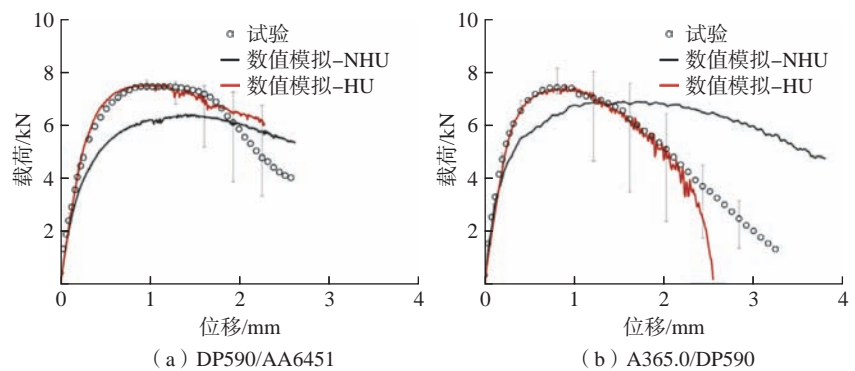 试验
数值模拟–NHU
数值模拟–HU
10
8
6
4
2
载荷/kN
0 1 2 3 4
位移/mm
（a）DP590/AA6451
试验
数值模拟–NHU
数值模拟–HU
10
8
6
4
2
载荷/kN
0 1 2 3 4
位移/mm
（b）A365.0/DP590